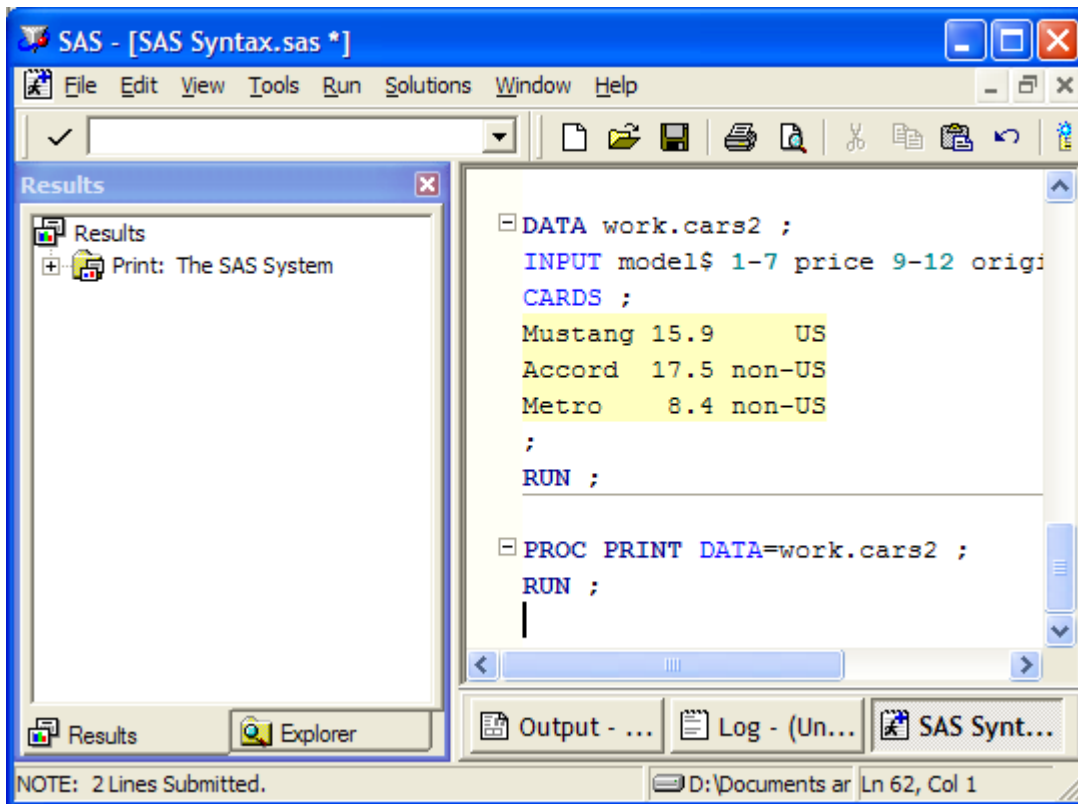 SAS - [SAS Syntax.sas *]
File Edit View Tools Run Solutions Window Help
Results
Results
Print: The SAS System
DATA work.cars2 ;
INPUT model$ 1-7 price 9-12 origi
CARDS ;
Mustang 15.9     US
Accord  17.5 non-US
Metro    8.4 non-US
;
RUN ;
PROC PRINT DATA=work.cars2 ;
RUN ;
Results Explorer
Output - ... Log - (Un... SAS Synt...
NOTE: 2 Lines Submitted. D:\Documents ar Ln 62, Col 1